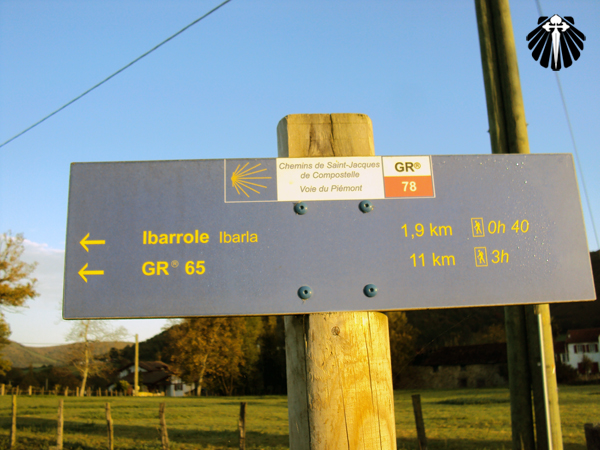 Chemins de Saint-Jacques
de Compostelle
Voie du Piémont
GR®
78
← Ibarrole Ibarla 1,9 km 0h 40
← GR® 65 11 km 3h